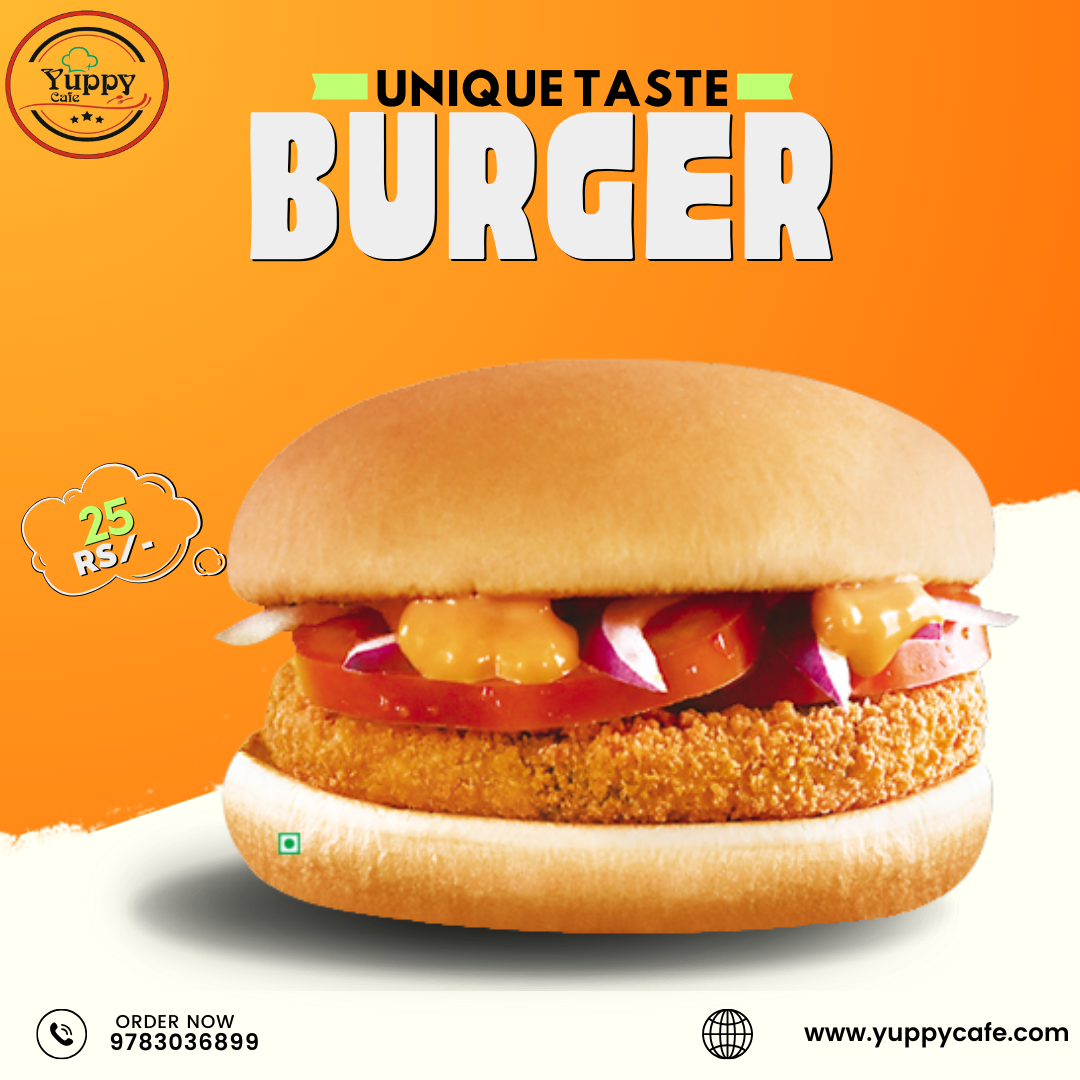 Yuppy
Cafe
UNIQUE TASTE
BURGER
25
RS/-
ORDER NOW
9783036899
www.yuppycafe.com